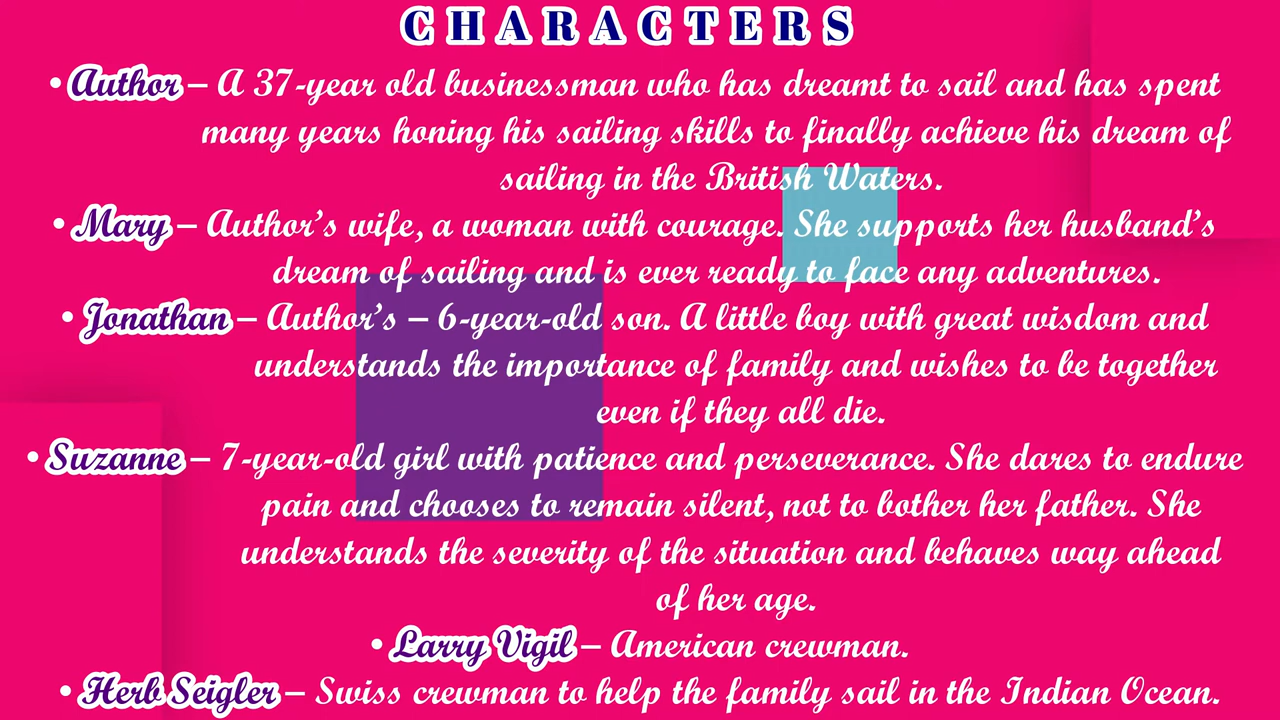 CHARACTERS
• Author – A 37-year old businessman who has dreamt to sail and has spent
many years honing his sailing skills to finally achieve his dream of
sailing in the British Waters.
• Mary – Author's wife, a woman with courage. She supports her husband's
dream of sailing and is ever ready to face any adventures.
• Jonathan – Author's – 6-year-old son. A little boy with great wisdom and
understands the importance of family and wishes to be together
even if they all die.
• Suzanne – 7-year-old girl with patience and perseverance. She dares to endure
pain and chooses to remain silent, not to bother her father. She
understands the severity of the situation and behaves way ahead
of her age.
• Larry Vigil – American crewman.
• Herb Seigler – Swiss crewman to help the family sail in the Indian Ocean.